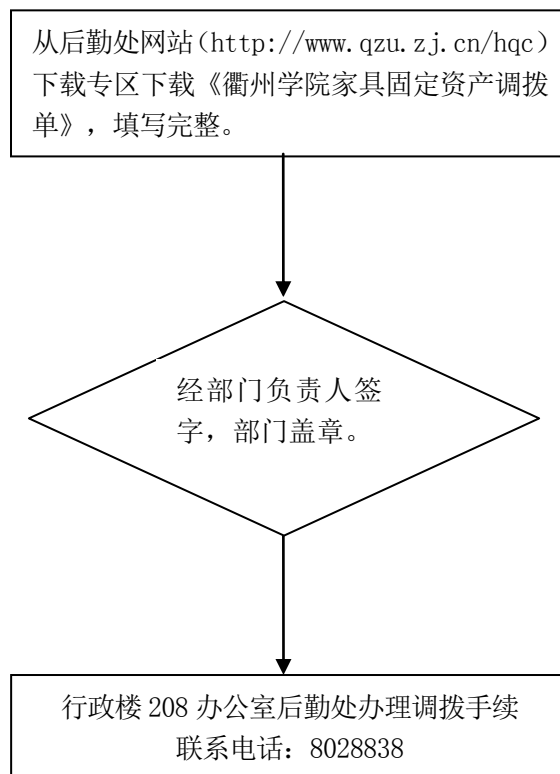 从后勤处网站（http://www.qzu.zj.cn/hqc）
下载专区下载《衢州学院家具固定资产调拨
单》，填写完整。
经部门负责人签
字，部门盖章。
行政楼 208 办公室后勤处办理调拨手续
联系电话：8028838